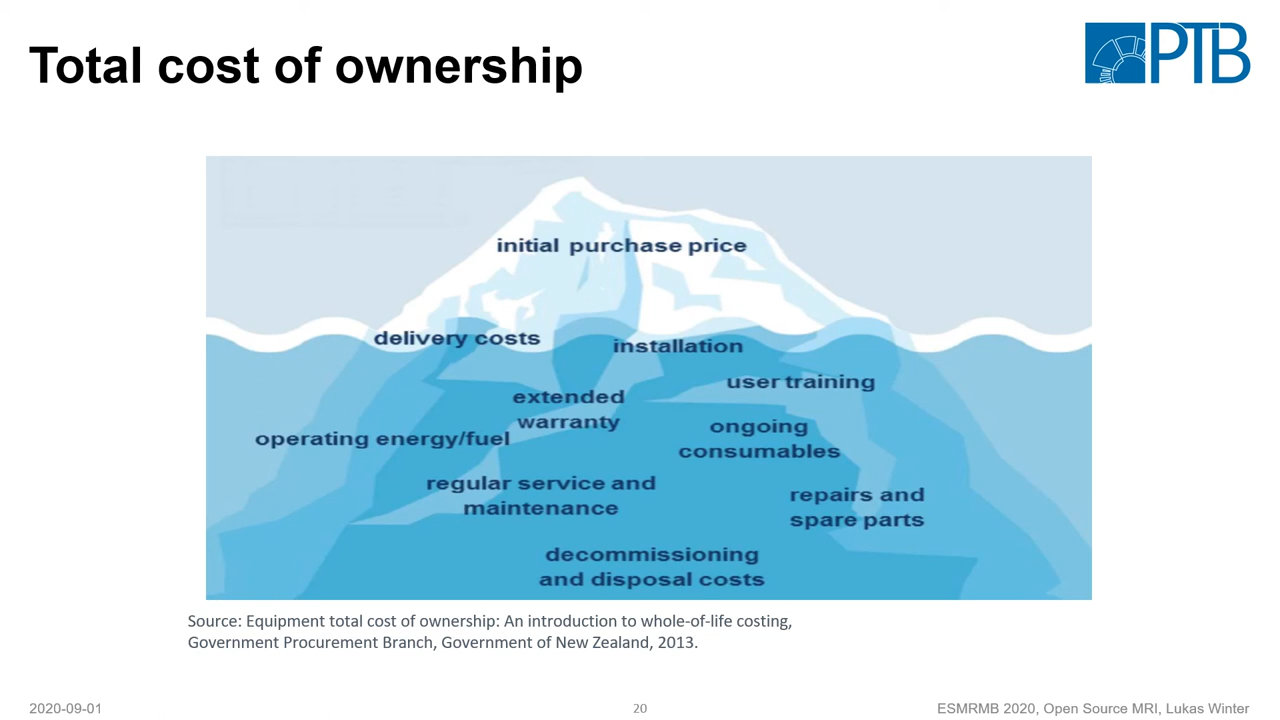 Total cost of ownership
PTB
initial purchase price
delivery costs
installation
user training
extended
warranty
ongoing
consumables
operating energy/fuel
regular service and
maintenance
repairs and
spare parts
decommissioning
and disposal costs
Source: Equipment total cost of ownership: An introduction to whole-of-life costing,
Government Procurement Branch, Government of New Zealand, 2013.
2020-09-01
20
ESMRMB 2020, Open Source MRI, Lukas Winter